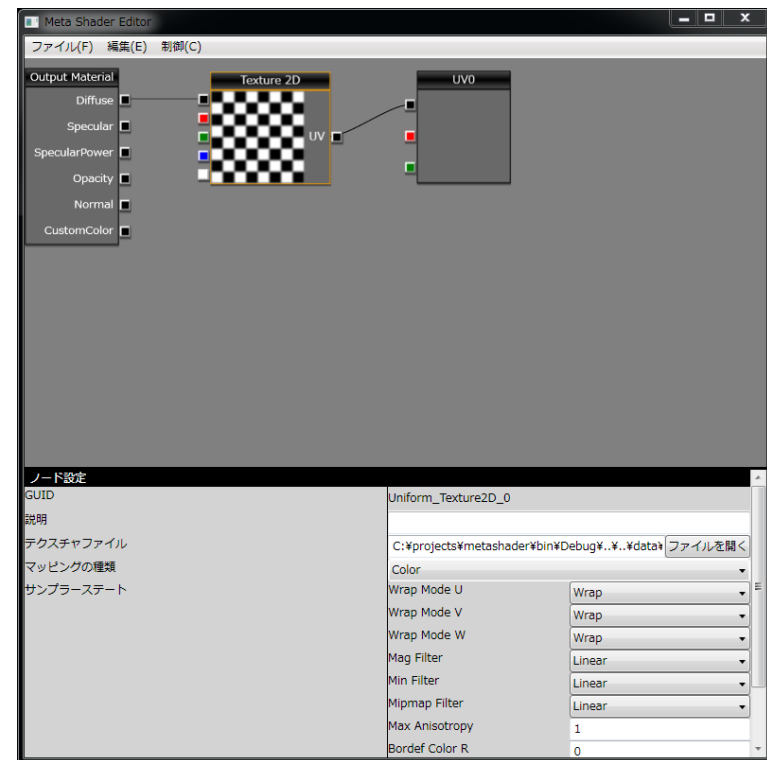 Meta Shader Editor
ファイル(F) 編集(E) 制御(C)
Output Material
Diffuse
Specular
SpecularPower
Opacity
Normal
CustomColor
Texture 2D
UV
UV0
ノード設定
GUID Uniform_Texture2D_0
説明
テクスチャファイル C:¥projects¥metashader¥bin¥Debug¥..¥..¥data¥ ファイルを開く
マッピングの種類 Color
サンプラーステート Wrap Mode U Wrap
Wrap Mode V Wrap
Wrap Mode W Wrap
Mag Filter Linear
Min Filter Linear
Mipmap Filter Linear
Max Anisotropy 1
Bordef Color R 0